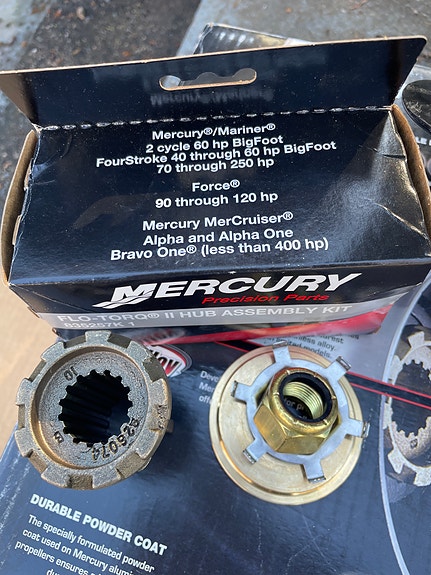 Mercury®/Mariner®
2 cycle 60 hp BigFoot
FourStroke 40 through 60 hp BigFoot
70 through 250 hp
Force®
90 through 120 hp
Mercury MerCruiser®
Alpha and Alpha One
Bravo One® (less than 400 hp)
MERCURY
Precision Parts
FLO-TORQ® II HUB ASSEMBLY KIT
835257K 1
10
DURABLE POWDER COAT
The specially formulated powder
coat used on Mercury
propellers ensures